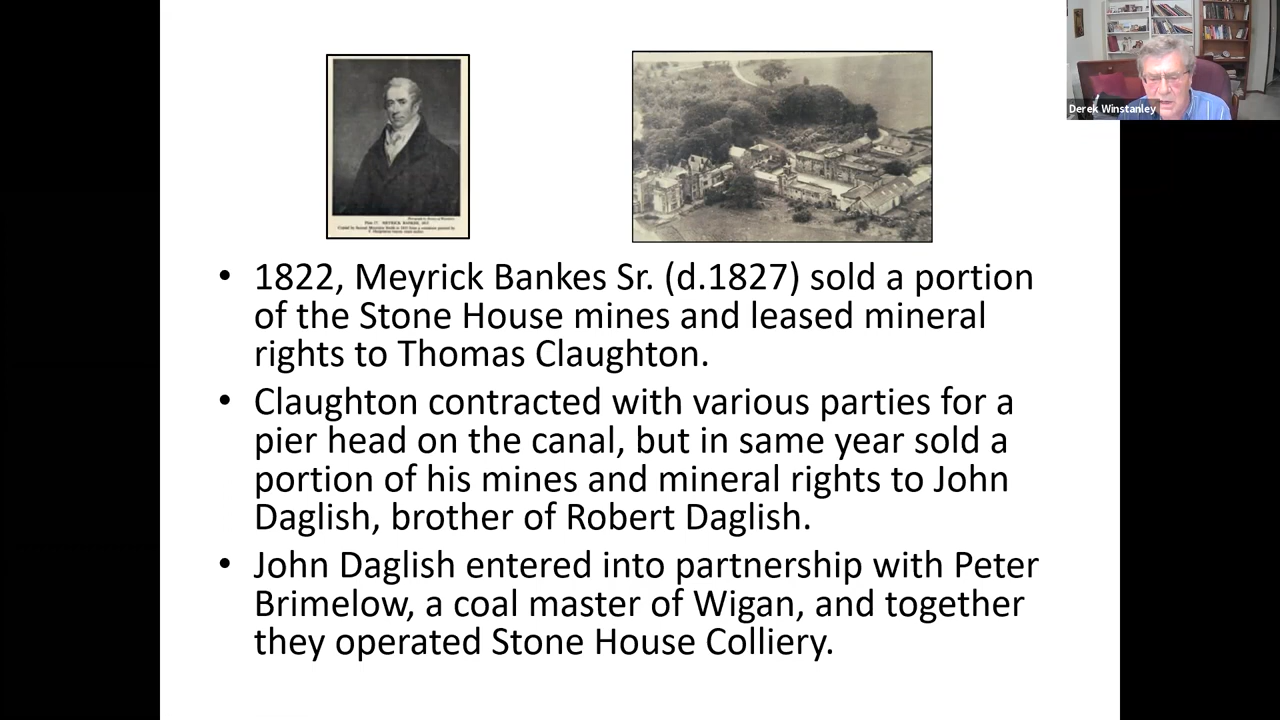 Derek Winstanley
MEYRICK BANKES,
• 1822, Meyrick Bankes Sr. (d.1827) sold a portion
of the Stone House mines and leased mineral
rights to Thomas Claughton.
• Claughton contracted with various parties for a
pier head on the canal, but in same year sold a
portion of his mines and mineral rights to John
Daglish, brother of Robert Daglish.
• John Daglish entered into partnership with Peter
Brimelow, a coal master of Wigan, and together
they operated Stone House Colliery.